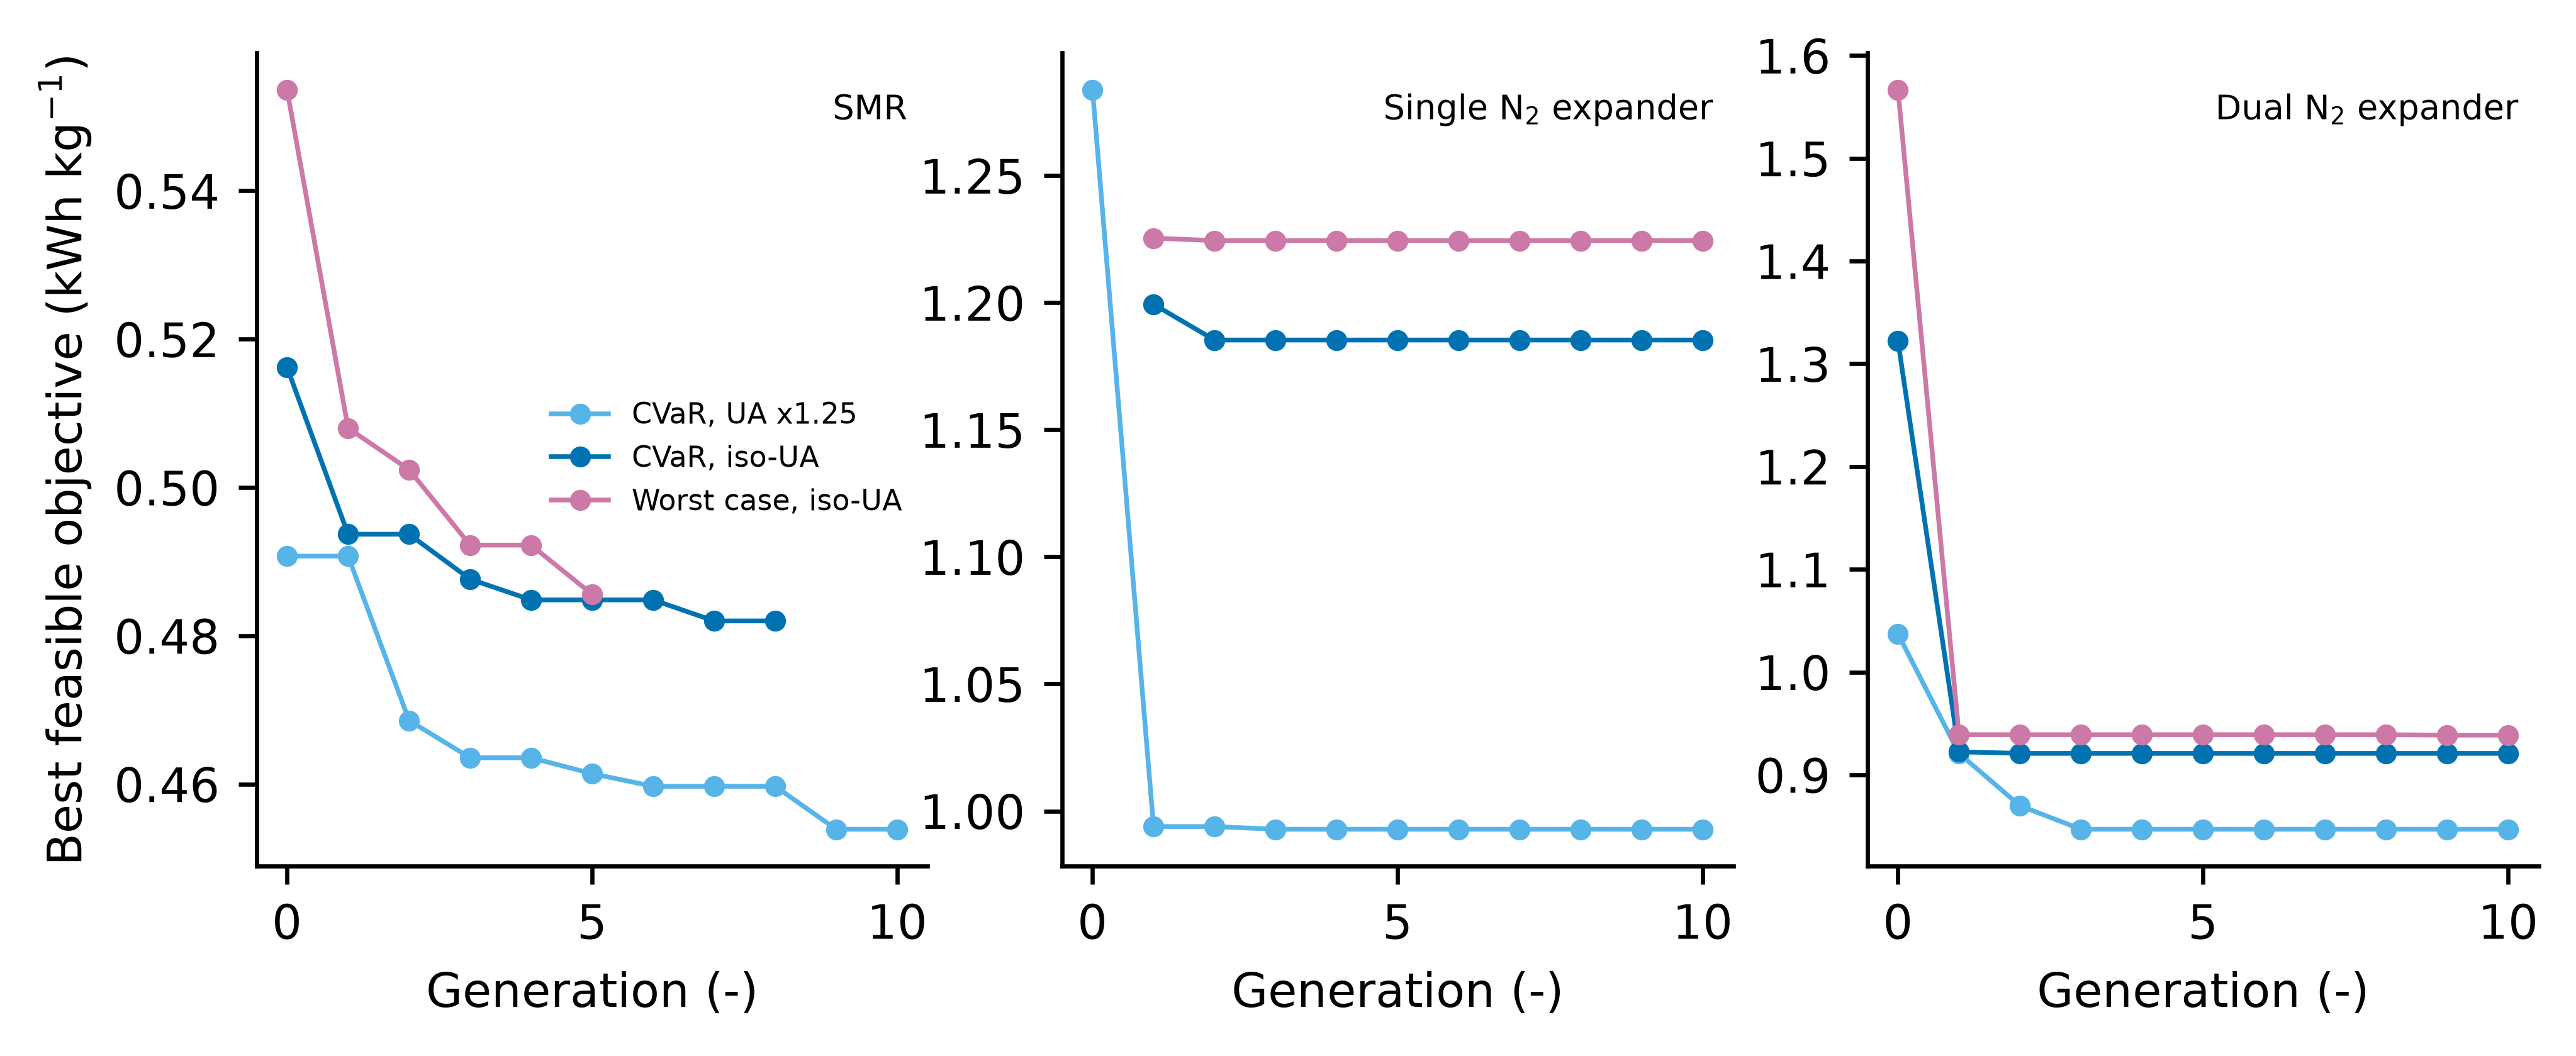 Best feasible objective (kWh kg⁻¹)
0.54
0.52
0.50
0.48
0.46
SMR
CVaR, UA x1.25
CVaR, iso-UA
Worst case, iso-UA
0
5
10
Generation (-)
1.25
1.20
1.15
1.10
1.05
1.00
Single N₂ expander
0
5
10
Generation (-)
1.6
1.5
1.4
1.3
1.2
1.1
1.0
0.9
Dual N₂ expander
0
5
10
Generation (-)